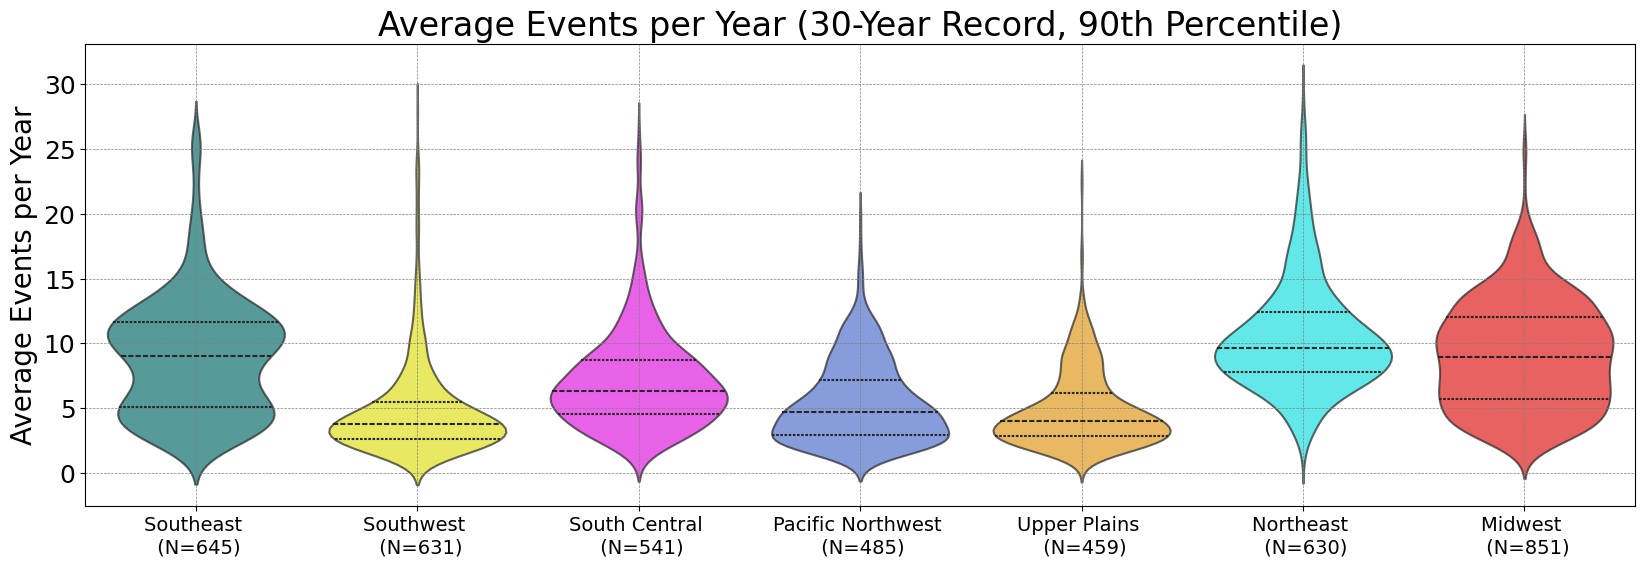 Average Events per Year (30-Year Record, 90th Percentile)
Average Events per Year
30
25
20
15
10
5
0
Southeast
(N=645)
Southwest
(N=631)
South Central
(N=541)
Pacific Northwest
(N=485)
Upper Plains
(N=459)
Northeast
(N=630)
Midwest
(N=851)